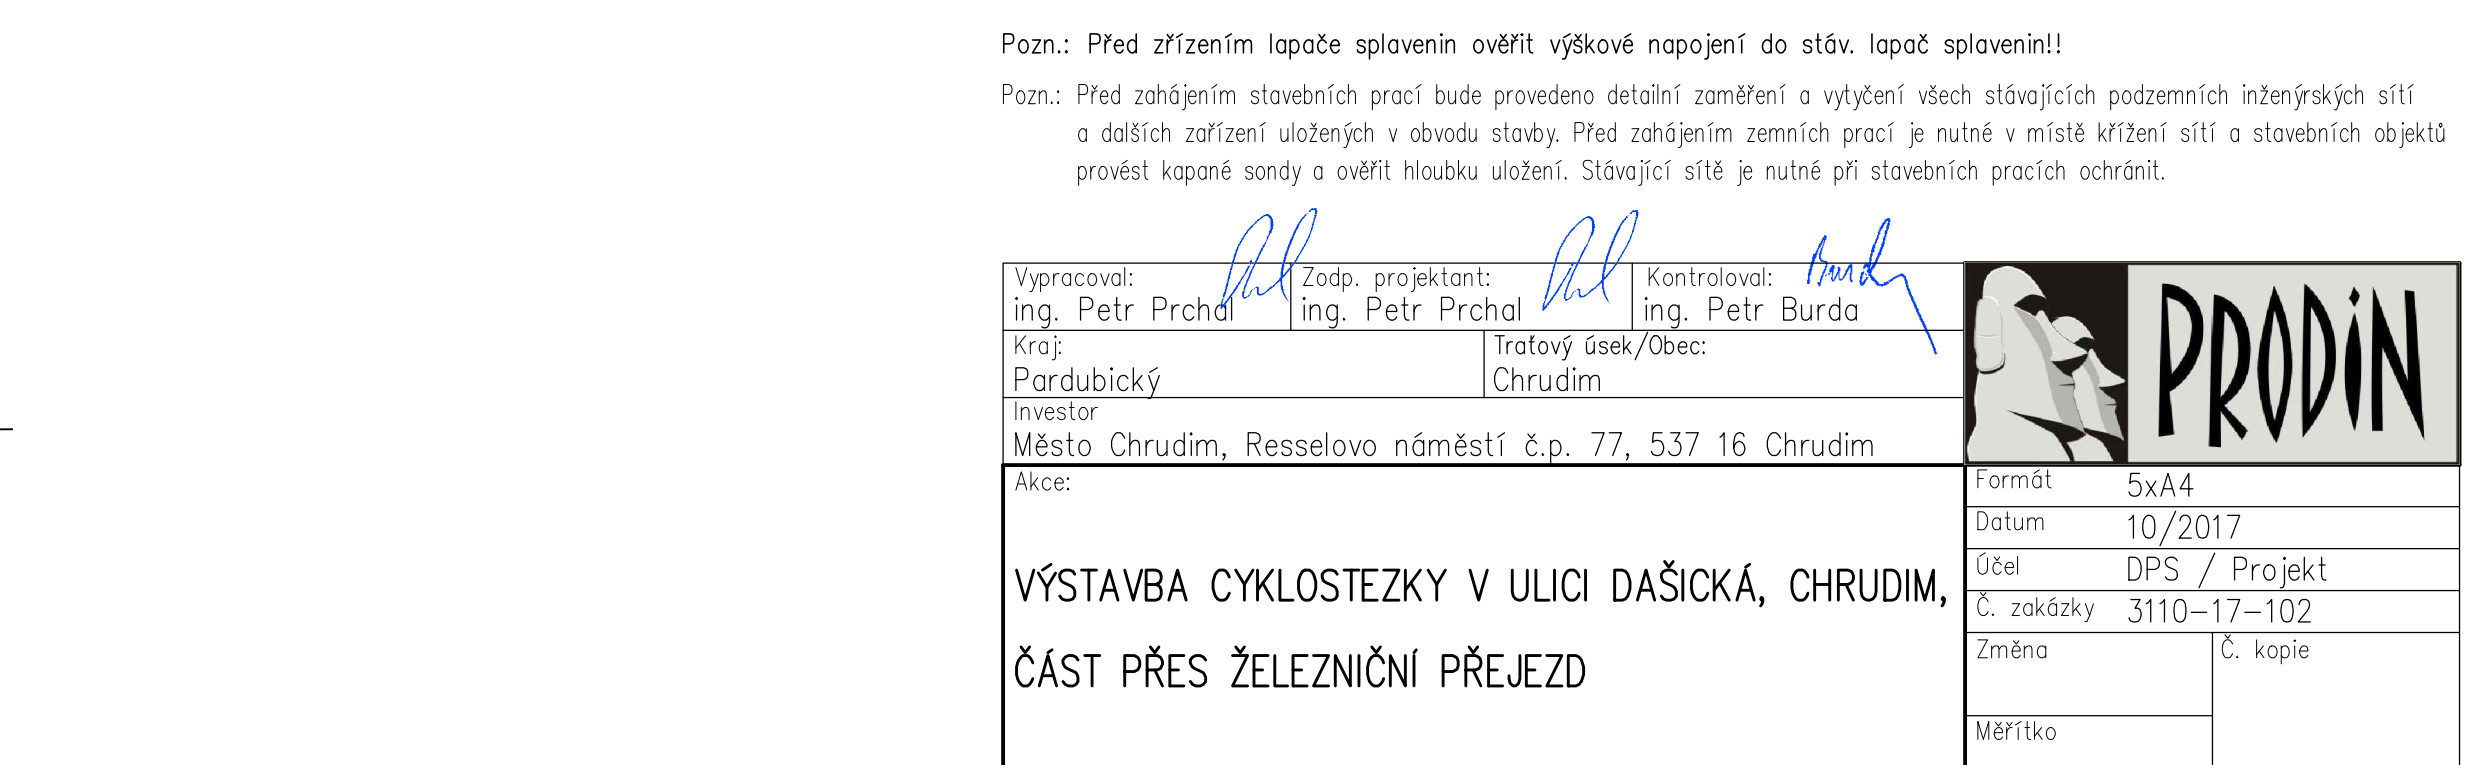 Pozn.: Před zřízením lapače splavenin ověřit výškové napojení do stáv. lapač splavenin!!
Pozn.: Před zahájením stavebních prací bude provedeno detailní zaměření a vytyčení všech stávajících podzemních inženýrských sítí
a dalších zařízení uložených v obvodu stavby. Před zahájením zemních prací je nutné v místě křížení sítí a stavebních objektů
provést kapané sondy a ověřit hloubku uložení. Stávající sítě je nutné při stavebních pracích ochránit.
Vypracoval: Zodp. projektant: Kontroloval: Burda
ing. Petr Prchal ing. Petr Prchal ing. Petr Burda
PRODIN
Kraj: Traťový úsek/Obec:
Pardubický Chrudim
Investor
Město Chrudim, Resselovo náměstí č.p. 77, 537 16 Chrudim
Akce:
VÝSTAVBA CYKLOSTEZKY V ULICI DAŠICKÁ, CHRUDIM,
ČÁST PŘES ŽELEZNIČNÍ PŘEJEZD
Formát 5xA4
Datum 10/2017
Účel DPS / Projekt
Č. zakázky 3110-17-102
Změna Č. kopie
Měřítko